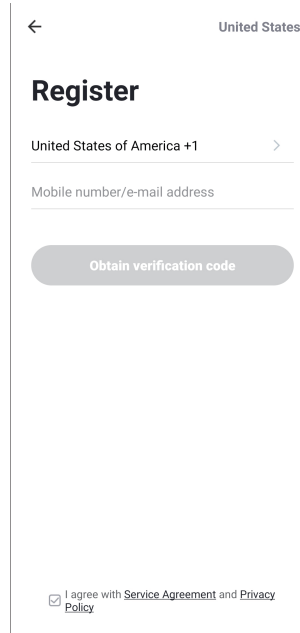 United States
Register
United States of America +1
Mobile number/e-mail address
Obtain verification code
I agree with Service Agreement and Privacy
Policy